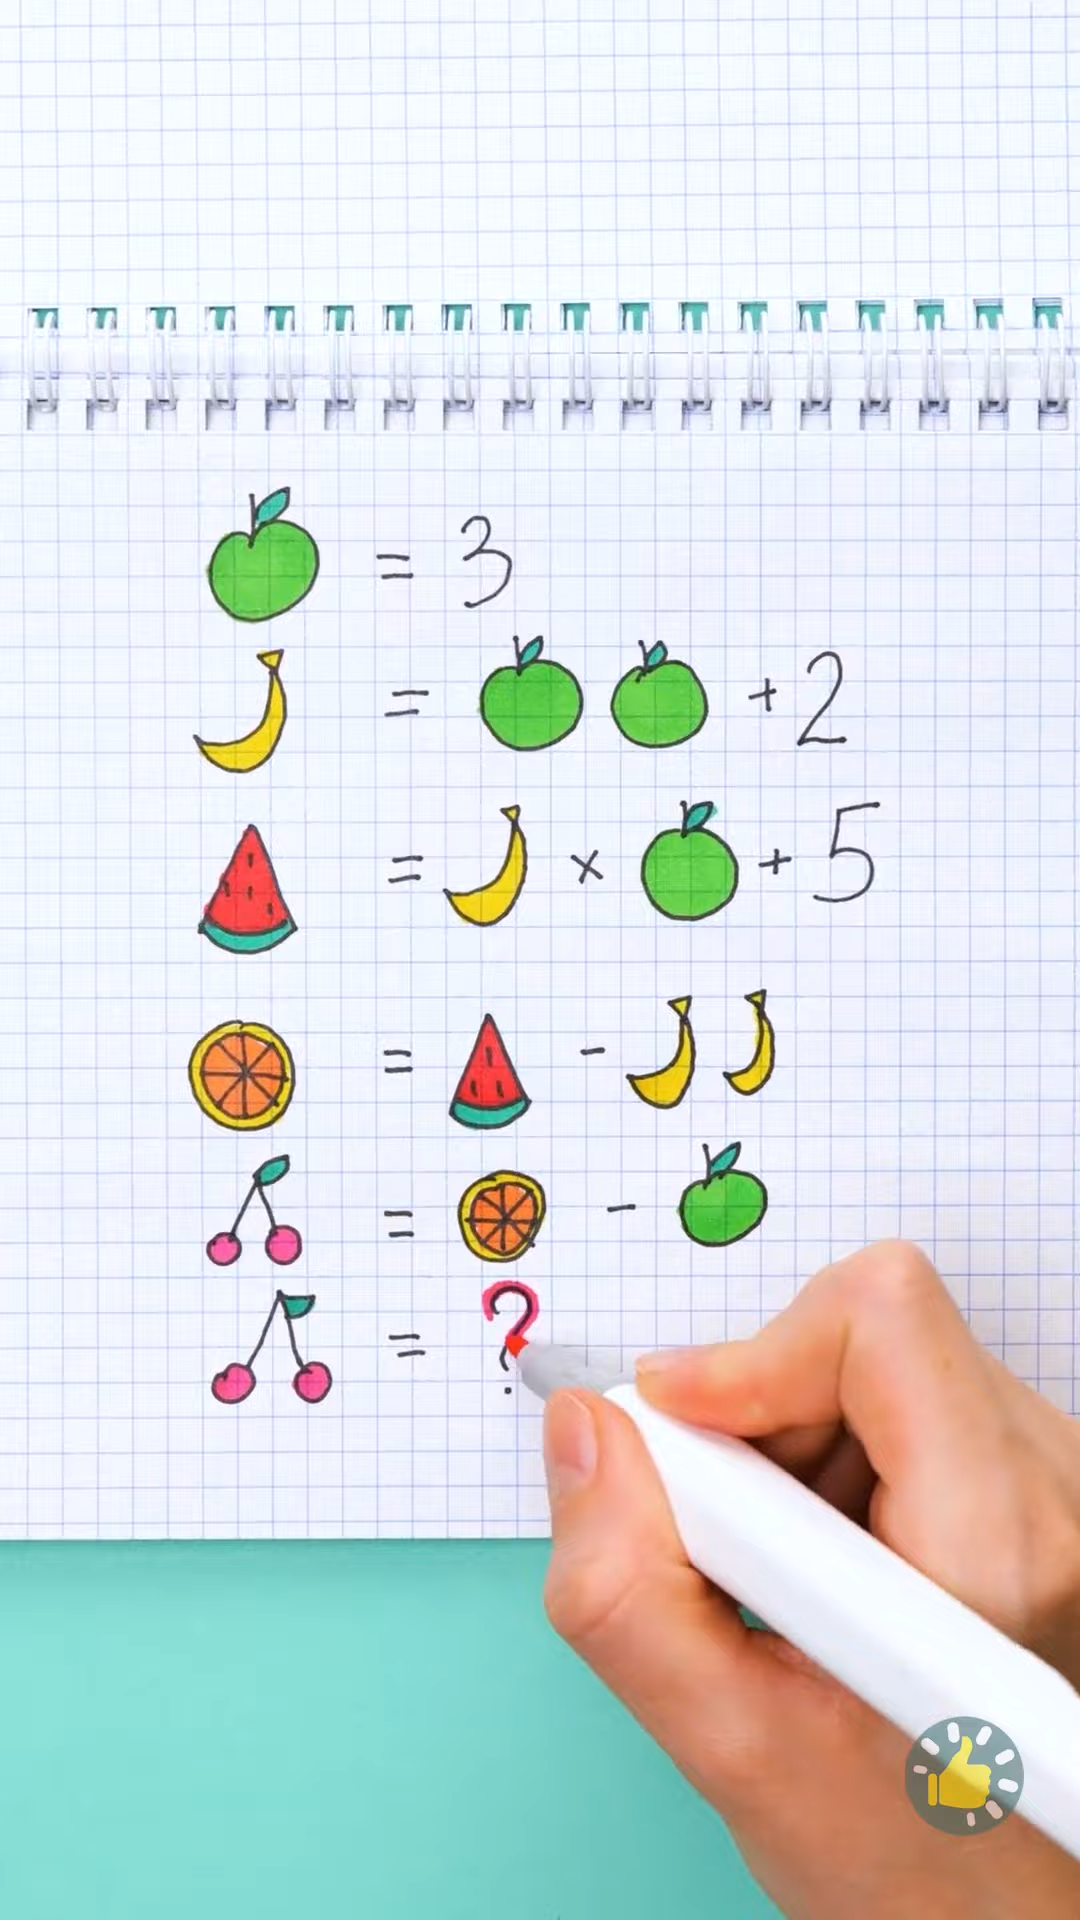 = 3
= + 2
= × + 5
= -
= -
= ?